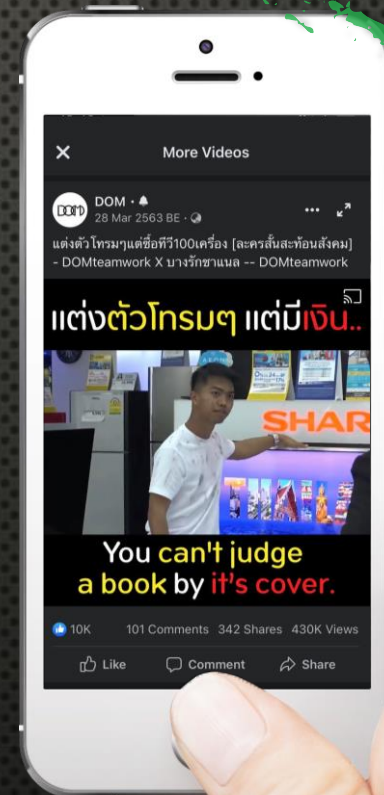 More Videos
DOM
DOM
28 Mar 2563 BE
แต่งตัวโทรมๆแต่ซื้อทีวี100เครื่อง [ละครสั้นสะท้อนสังคม]
- DOMteamwork X บางรักชาแนล -- DOMteamwork
แต่งตัวโทรมๆ แต่มีเงิน..
SHAR
You can't judge
a book by it's cover.
10K 101 Comments 342 Shares 430K Views
Like Comment Share